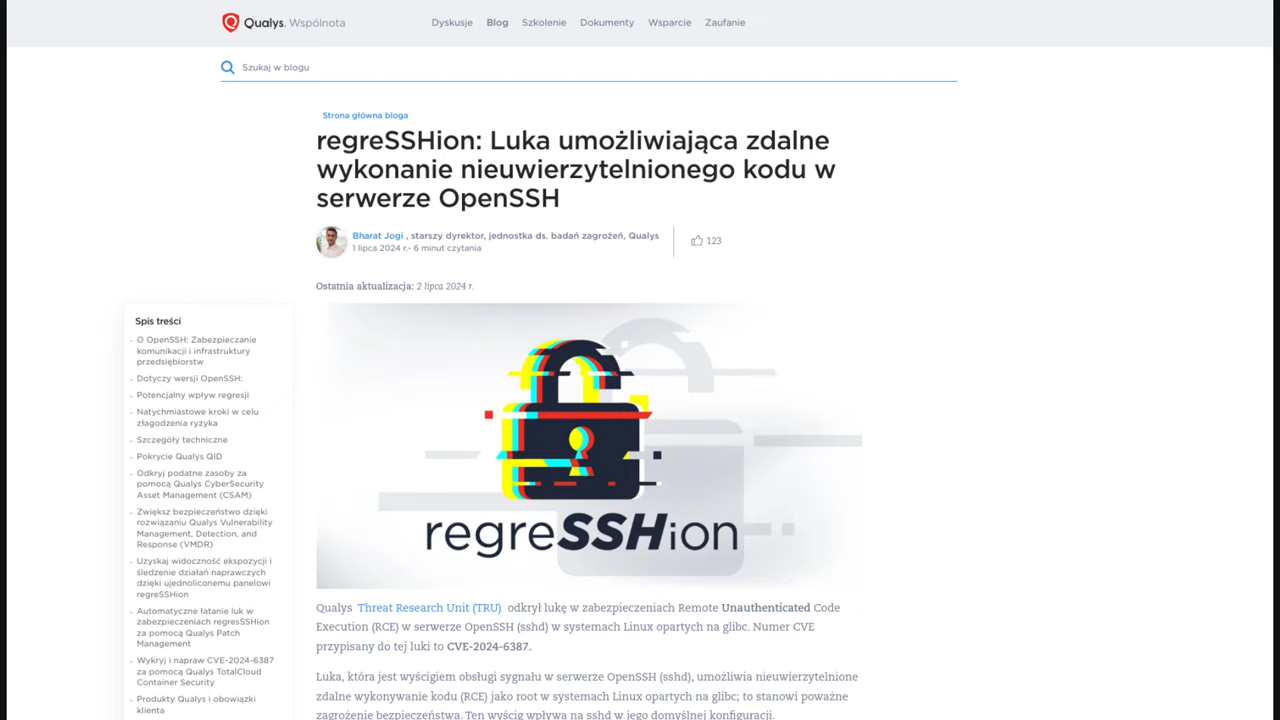 Qualys. Wspólnota
Dyskusje Blog Szkolenie Dokumenty Wsparcie Zaufanie
Szukaj w blogu
Strona główna bloga
regreSSHion: Luka umożliwiająca zdalne
wykonanie nieuwierzytelnionego kodu w
serwerze OpenSSH
Bharat Jogi , starszy dyrektor, jednostka ds. badań zagrożeń, Qualys
1 lipca 2024 r.· 6 minut czytania
123
Ostatnia aktualizacja: 2 lipca 2024 r.
Spis treści
- O OpenSSH: Zabezpieczanie
komunikacji i infrastruktury
przedsiębiorstw
- Dotyczy wersji OpenSSH:
- Potencjalny wpływ regresji
- Natychmiastowe kroki w celu
złagodzenia ryzyka
- Szczegóły techniczne
- Pokrycie Qualys QID
- Odkryj podatne zasoby za
pomocą Qualys CyberSecurity
Asset Management (CSAM)
- Zwiększ bezpieczeństwo dzięki
rozwiązaniu Qualys Vulnerability
Management, Detection, and
Response (VMDR)
- Uzyskaj widoczność ekspozycji i
śledzenie działań naprawczych
dzięki ujednoliconemu panelowi
regreSSHion
- Automatyczne łatanie luk w
zabezpieczeniach regresSSHion
za pomocą Qualys Patch
Management
- Wykryj i napraw CVE-2024-6387
za pomocą Qualys TotalCloud
Container Security
- Produkty Qualys i obowiązki
klienta
regreSSHion
Qualys Threat Research Unit (TRU) odkrył lukę w zabezpieczeniach Remote Unauthenticated Code
Execution (RCE) w serwerze OpenSSH (sshd) w systemach Linux opartych na glibc. Numer CVE
przypisany do tej luki to CVE-2024-6387.
Luka, która jest wyścigiem obsługi sygnału w serwerze OpenSSH (sshd), umożliwia nieuwierzytelnione
zdalne wykonywanie kodu (RCE) jako root w systemach Linux opartych na glibc; to stanowi poważne
zagrożenie bezpieczeństwa. Ten wyścig wpływa na sshd w jego domyślnej konfiguracji.